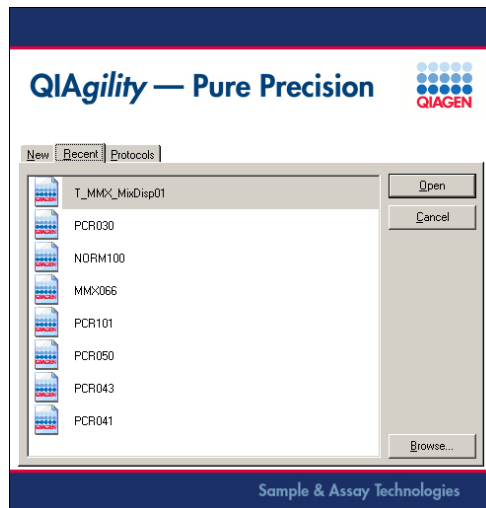 QIAgility — Pure Precision
QIAGEN
New Recent Protocols
T_MMX_MixDisp01
PCR030
NORM100
MMX066
PCR101
PCR050
PCR043
PCR041
Open
Cancel
Browse...
Sample & Assay Technologies